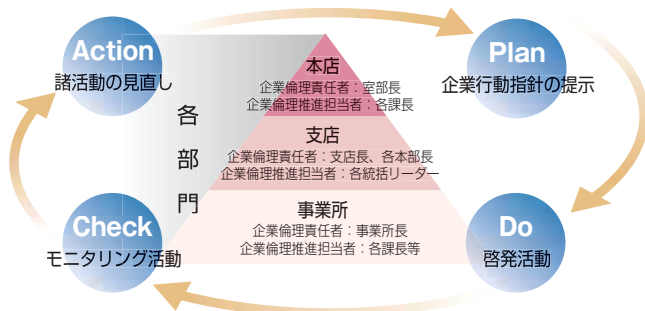 Action
諸活動の見直し
Plan
企業行動指針の提示
各部門
本店
企業倫理責任者：室部長
企業倫理推進担当者：各課長
支店
企業倫理責任者：支店長、各本部長
企業倫理推進担当者：各統括リーダー
事業所
企業倫理責任者：事業所長
企業倫理推進担当者：各課長等
Check
モニタリング活動
Do
啓発活動